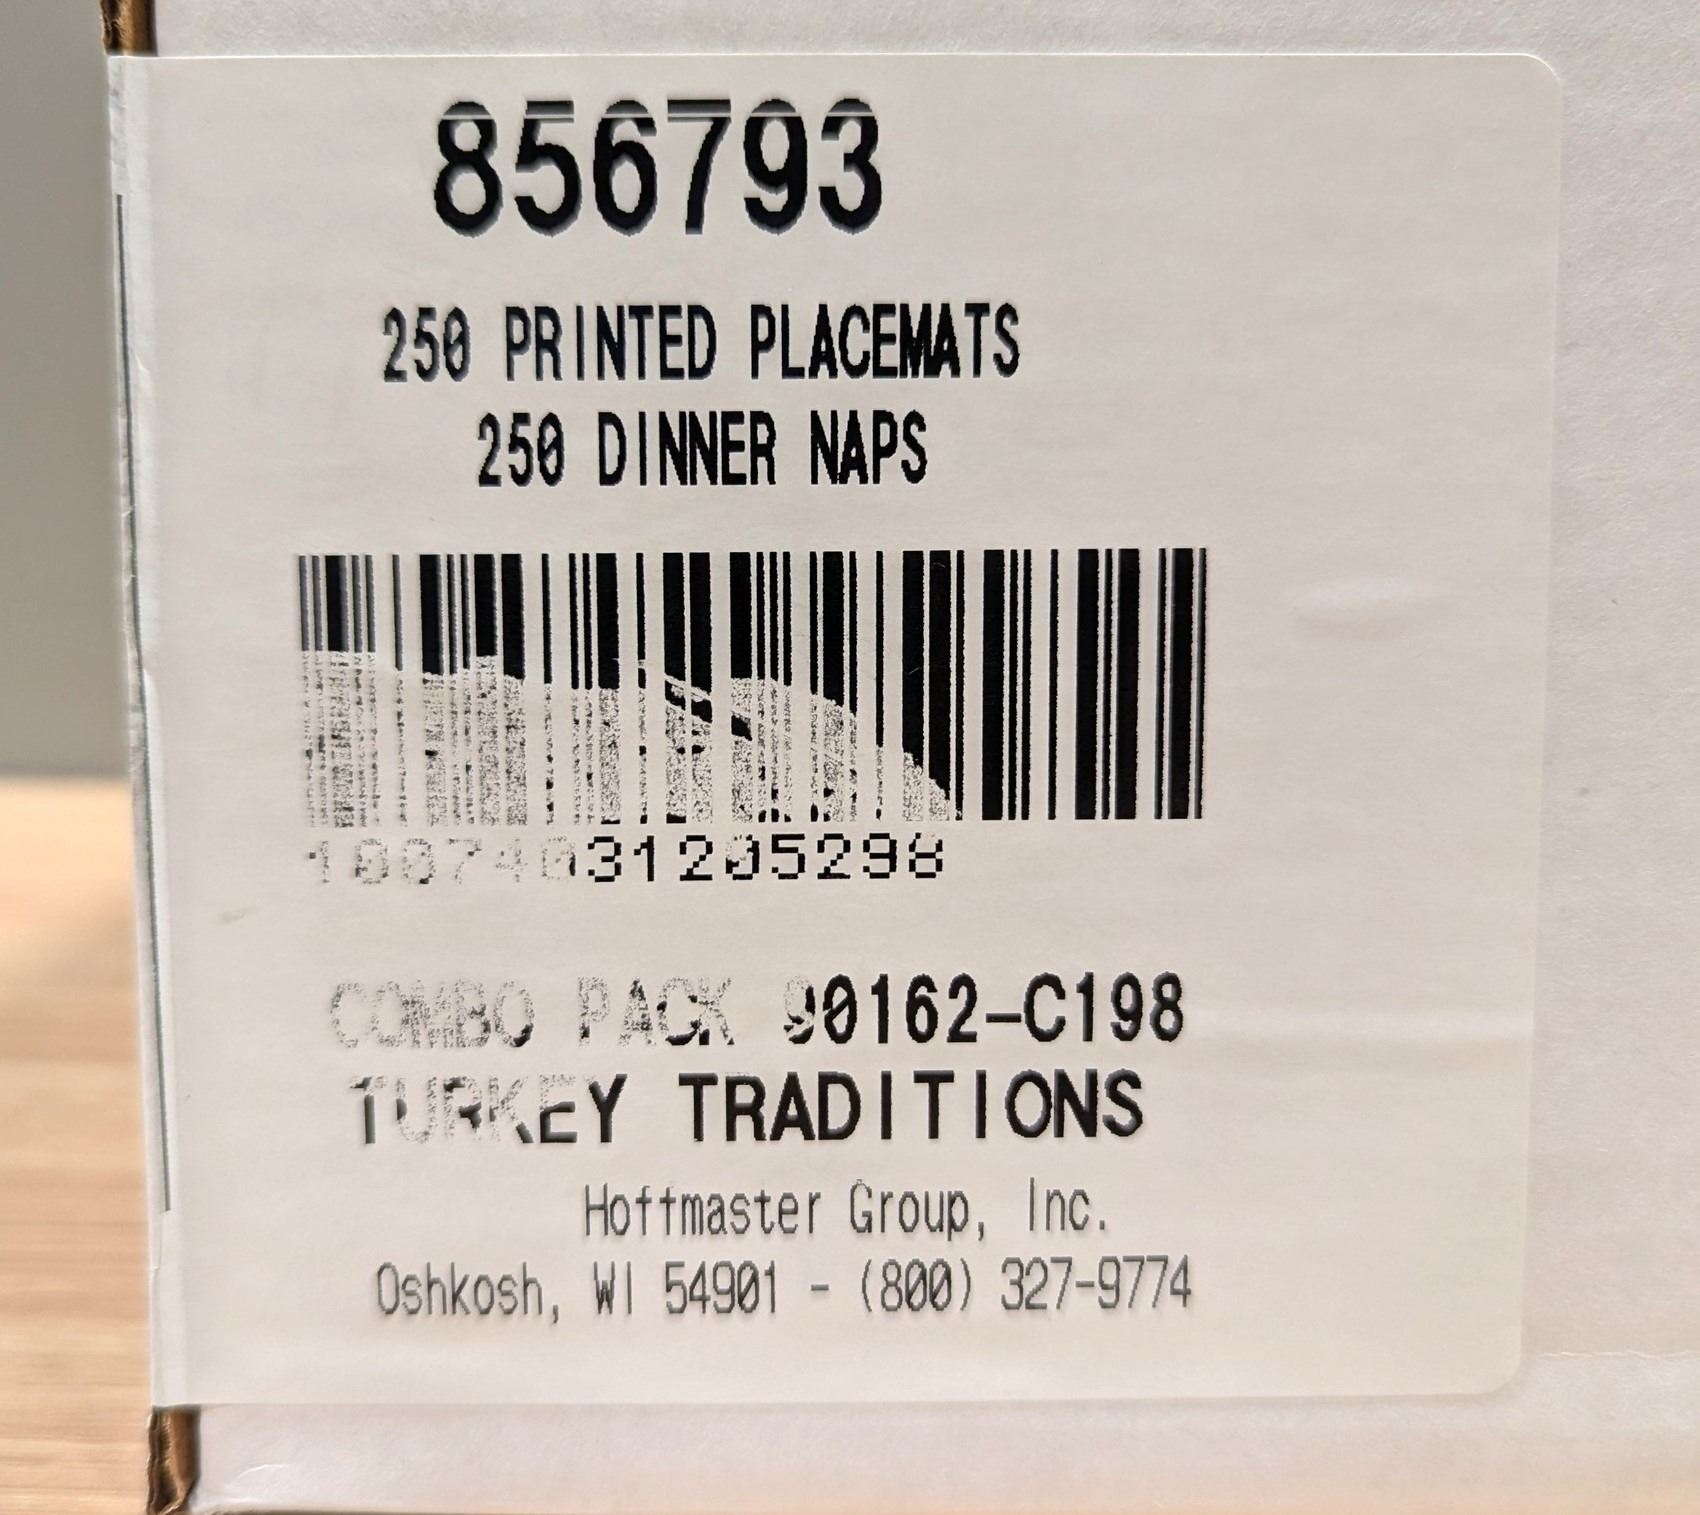 856793
250 PRINTED PLACEMATS
250 DINNER NAPS
10074031205298
COMBO PACK 90162-C198
TURKEY TRADITIONS
Hoffmaster Group, Inc.
Oshkosh, WI 54901 - (800) 327-9774